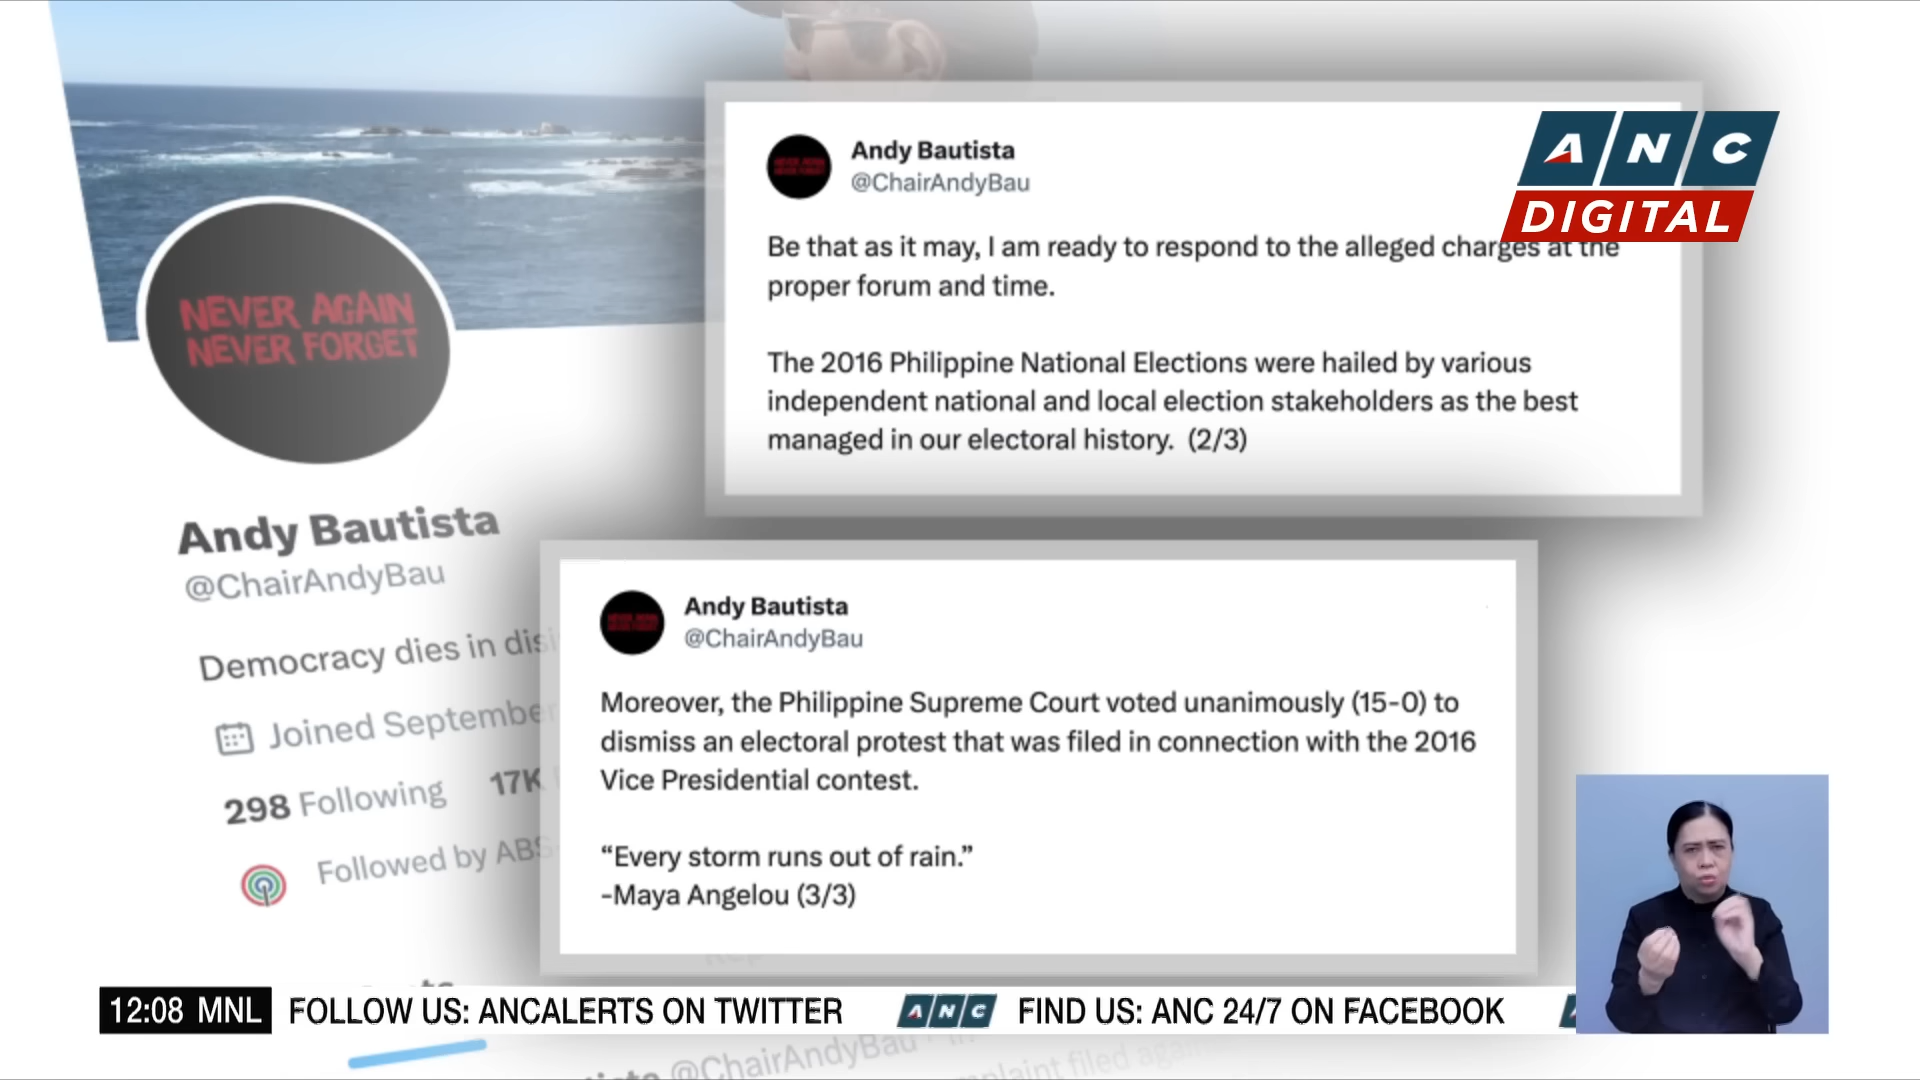 NEVER AGAIN
NEVER FORGET
Andy Bautista
@ChairAndyBau
Democracy dies in
Joined September
298 Following 17K
Followed by ABS-
Andy Bautista
@ChairAndyBau
Be that as it may, I am ready to respond to the alleged charges at the
proper forum and time.
The 2016 Philippine National Elections were hailed by various
independent national and local election stakeholders as the best
managed in our electoral history. (2/3)
ANC
DIGITAL
Andy Bautista
@ChairAndyBau
Moreover, the Philippine Supreme Court voted unanimously (15-0) to
dismiss an electoral protest that was filed in connection with the 2016
Vice Presidential contest.
“Every storm runs out of rain.”
-Maya Angelou (3/3)
12:08 MNL FOLLOW US: ANCALERTS ON TWITTER ANC FIND US: ANC 24/7 ON FACEBOOK
@ChairAndyBau